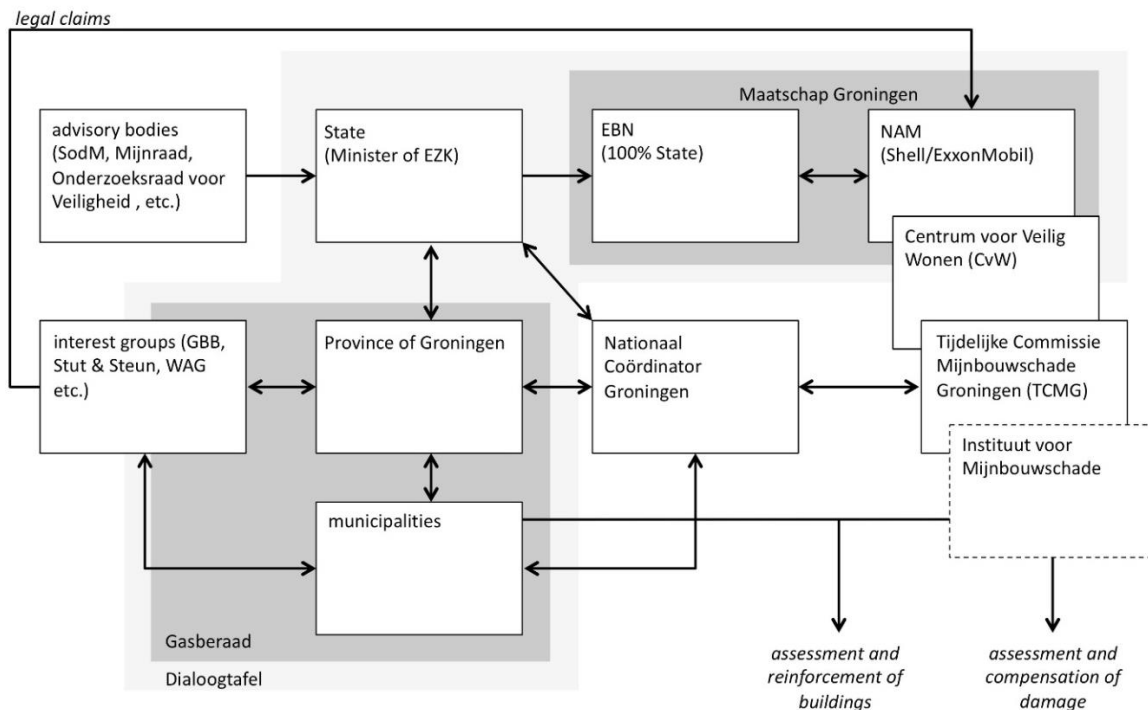 legal claims
Maatschap Groningen
advisory bodies
(SodM, Mijnraad,
Onderzoeksraad voor
Veiligheid , etc.)
State
(Minister of EZK)
EBN
(100% State)
NAM
(Shell/ExxonMobil)
Centrum voor Veilig
Wonen (CvW)
interest groups (GBB,
Stut & Steun, WAG
etc.)
Province of Groningen
Nationaal
Coördinator
Groningen
Tijdelijke Commissie
Mijnbouwschade
Groningen (TCMG)
Instituut voor
Mijnbouwschade
municipalities
Gasberaad
Dialoogtafel
assessment and
reinforcement of
buildings
assessment and
compensation of
damage